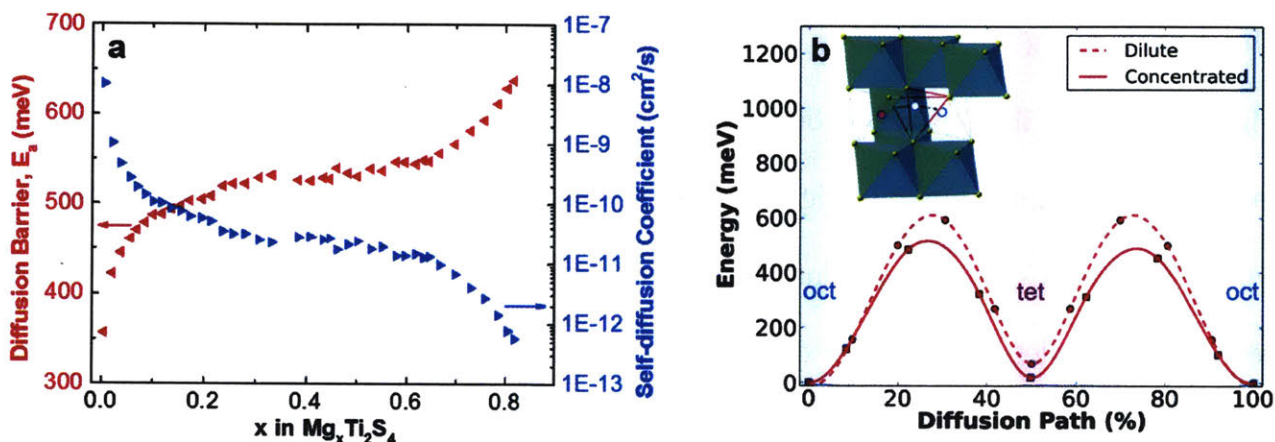 a
Diffusion Barrier, Eₐ (meV)
700
600
500
400
300
0.0 0.2 0.4 0.6 0.8
x in MgₓTi₂S₄
1E-7
1E-8
1E-9
1E-10
1E-11
1E-12
1E-13
Self-diffusion Coefficient (cm²/s)
b
Energy (meV)
1200
1000
800
600
400
200
0
Dilute
Concentrated
oct
tet
oct
0 20 40 60 80 100
Diffusion Path (%)